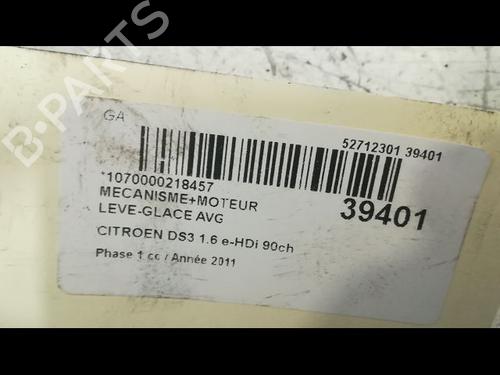 B-PARTS
GA
52712301 39401
*1070000218457
MECANISME+MOTEUR
LEVE-GLACE AVG
39401
CITROEN DS3 1.6 e-HDi 90ch
Phase 1 cc / Année 2011